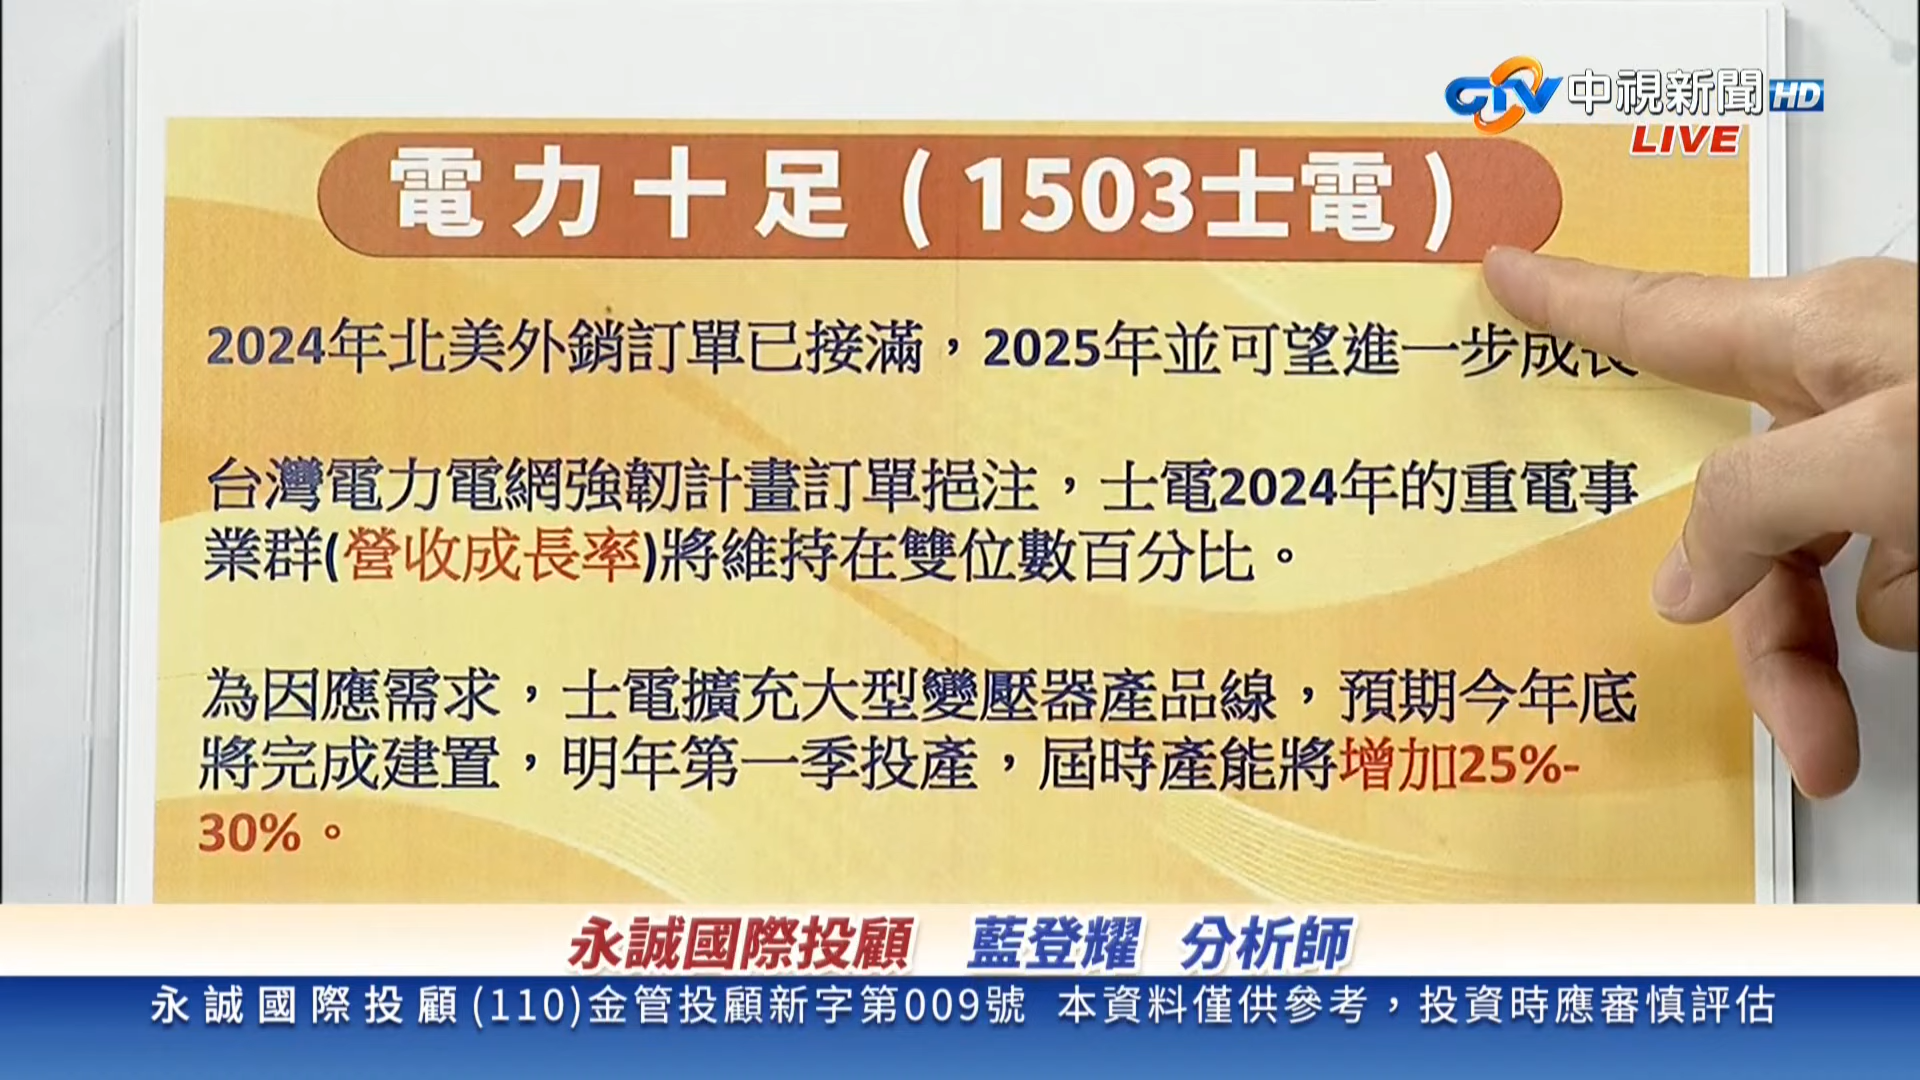 CTV中視新聞HD
LIVE
電力十足(1503士電)
2024年北美外銷訂單已接滿，2025年並可望進一步成長
台灣電力電網強韌計畫訂單挹注，士電2024年的重電事
業群(營收成長率)將維持在雙位數百分比。
為因應需求，士電擴充大型變壓器產品線，預期今年底
將完成建置，明年第一季投產，屆時產能將增加25%-
30%。
永誠國際投顧 藍登耀 分析師
永誠國際投顧(110)金管投顧新字第009號 本資料僅供參考，投資時應審慎評估